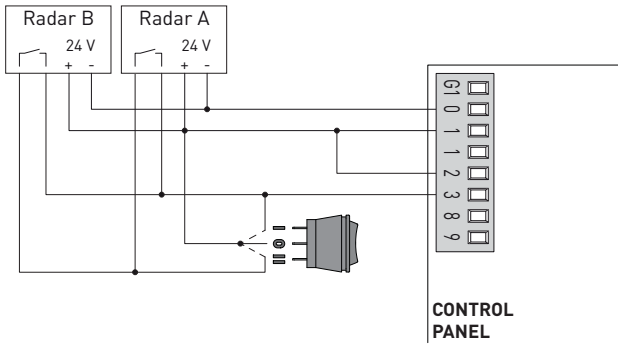 Radar B
Radar A
24 V
+ -
24 V
+ -
G1
0
1
1
2
3
8
9
I
0
II
CONTROL
PANEL